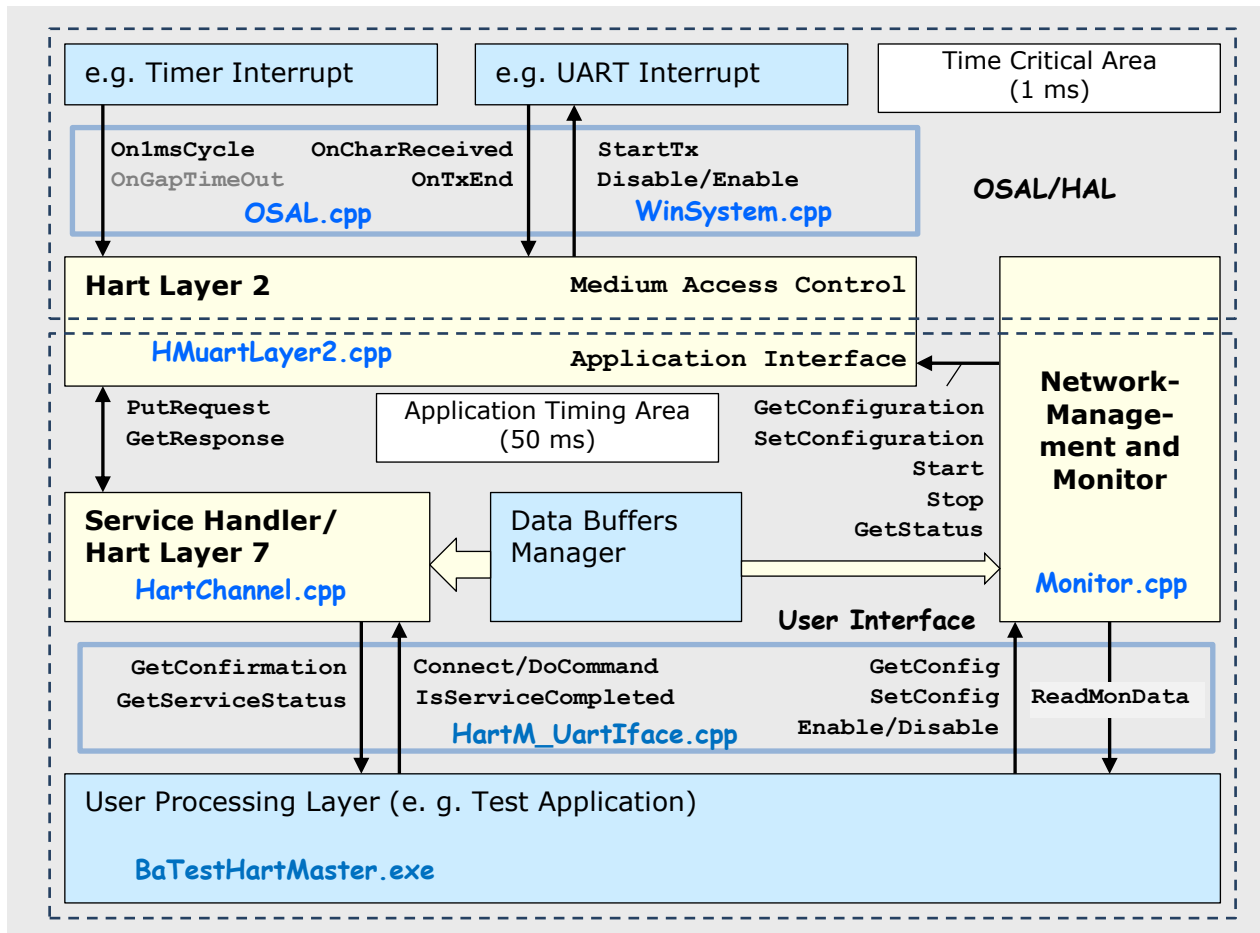 e.g. Timer Interrupt
e.g. UART Interrupt
Time Critical Area
(1 ms)
On1msCycle
OnGapTimeOut
OnCharReceived
OnTxEnd
StartTx
Disable/Enable
OSAL.cpp
WinSystem.cpp
OSAL/HAL
Hart Layer 2
Medium Access Control
HMuartLayer2.cpp
Application Interface
PutRequest
GetResponse
Application Timing Area
(50 ms)
GetConfiguration
SetConfiguration
Start
Stop
GetStatus
Network-
Manage-
ment and
Monitor
Monitor.cpp
Service Handler/
Hart Layer 7
HartChannel.cpp
Data Buffers
Manager
User Interface
GetConfirmation
GetServiceStatus
Connect/DoCommand
IsServiceCompleted
HartM_UartIface.cpp
GetConfig
SetConfig
Enable/Disable
ReadMonData
User Processing Layer (e. g. Test Application)
BaTestHartMaster.exe